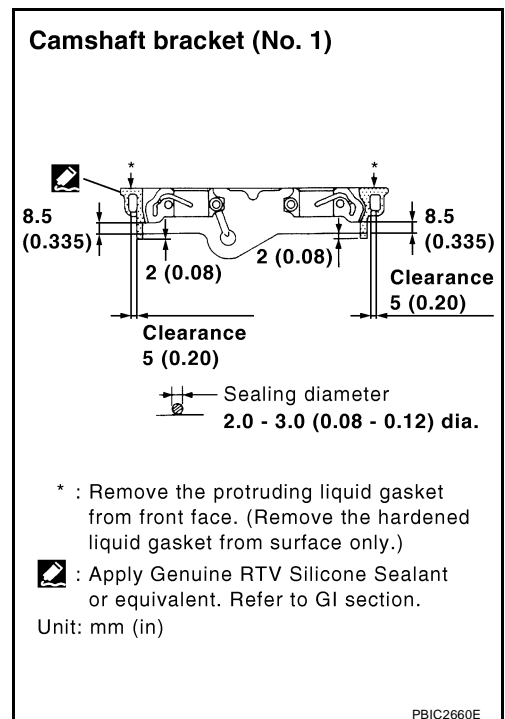 Camshaft bracket (No. 1)
*
*
8.5
(0.335)
2 (0.08)
2 (0.08)
8.5
(0.335)
Clearance
5 (0.20)
Clearance
5 (0.20)
Sealing diameter
2.0 - 3.0 (0.08 - 0.12) dia.
* : Remove the protruding liquid gasket
from front face. (Remove the hardened
liquid gasket from surface only.)
: Apply Genuine RTV Silicone Sealant
or equivalent. Refer to GI section.
Unit: mm (in)
PBIC2660E